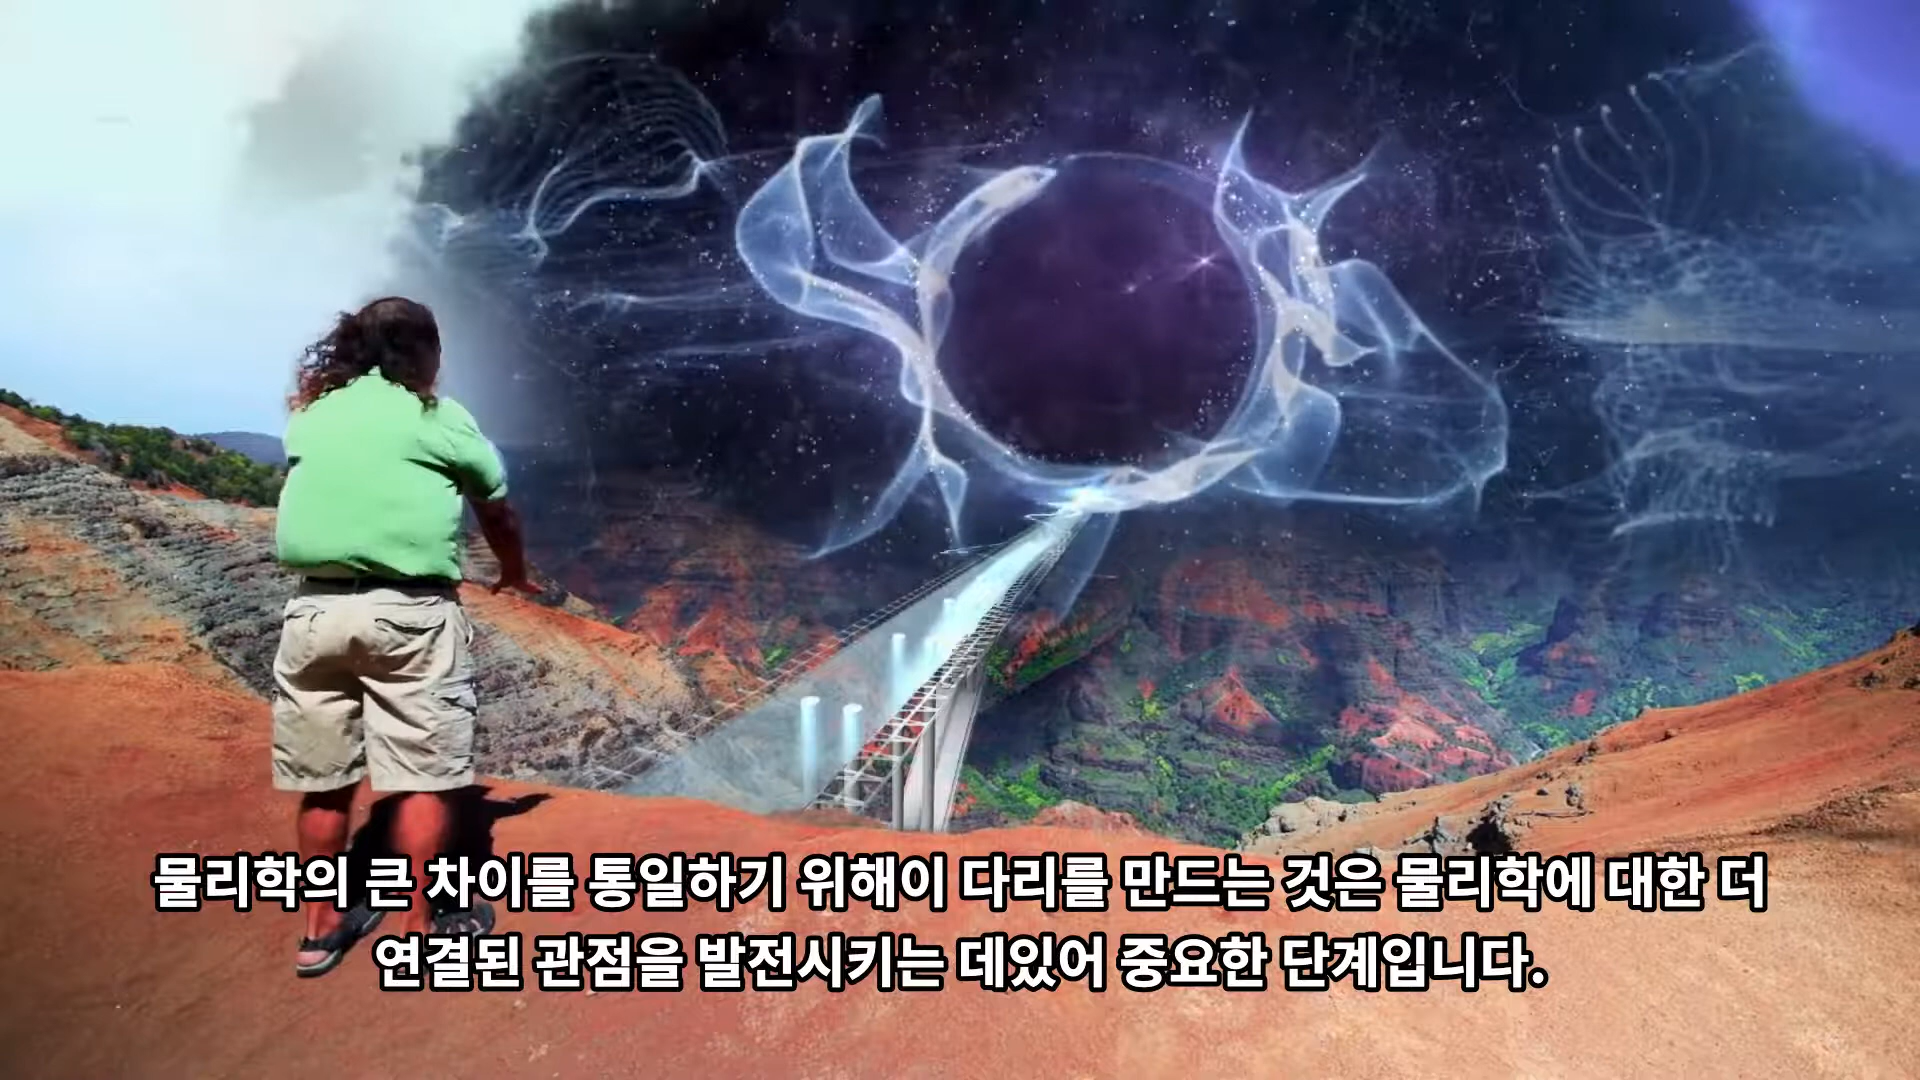 물리학의 큰 차이를 통일하기 위해이 다리를 만드는 것은 물리학에 대한 더
연결된 관점을 발전시키는 데있어 중요한 단계입니다.